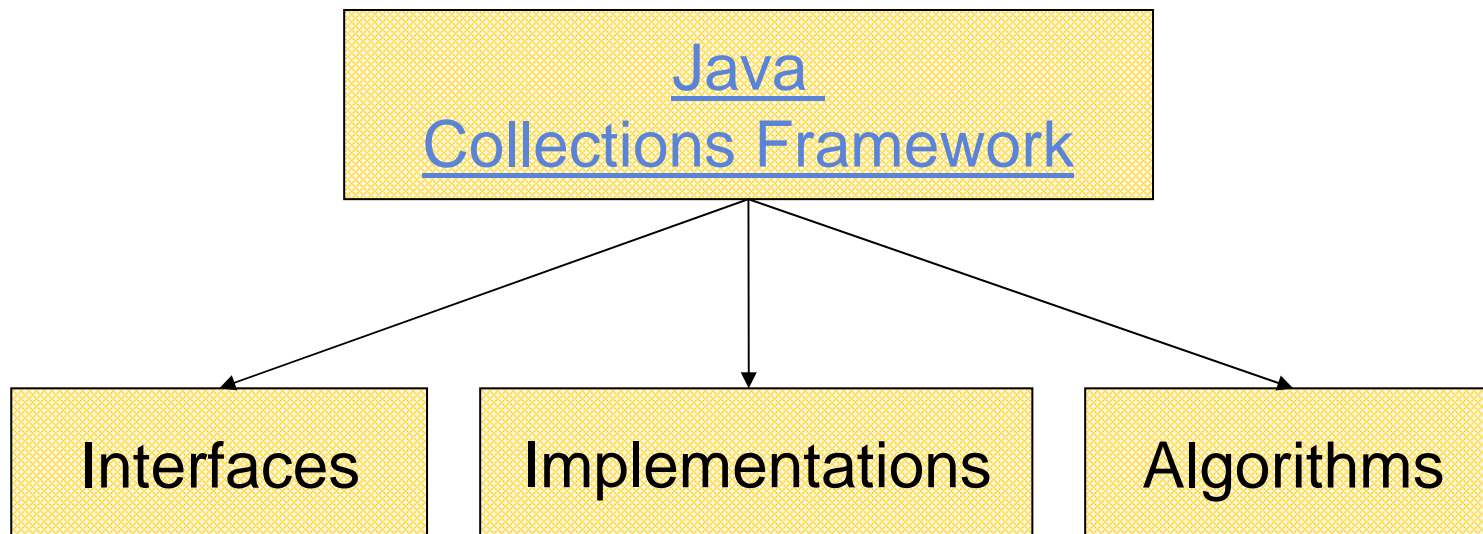 Java
Collections Framework
Interfaces
Implementations
Algorithms